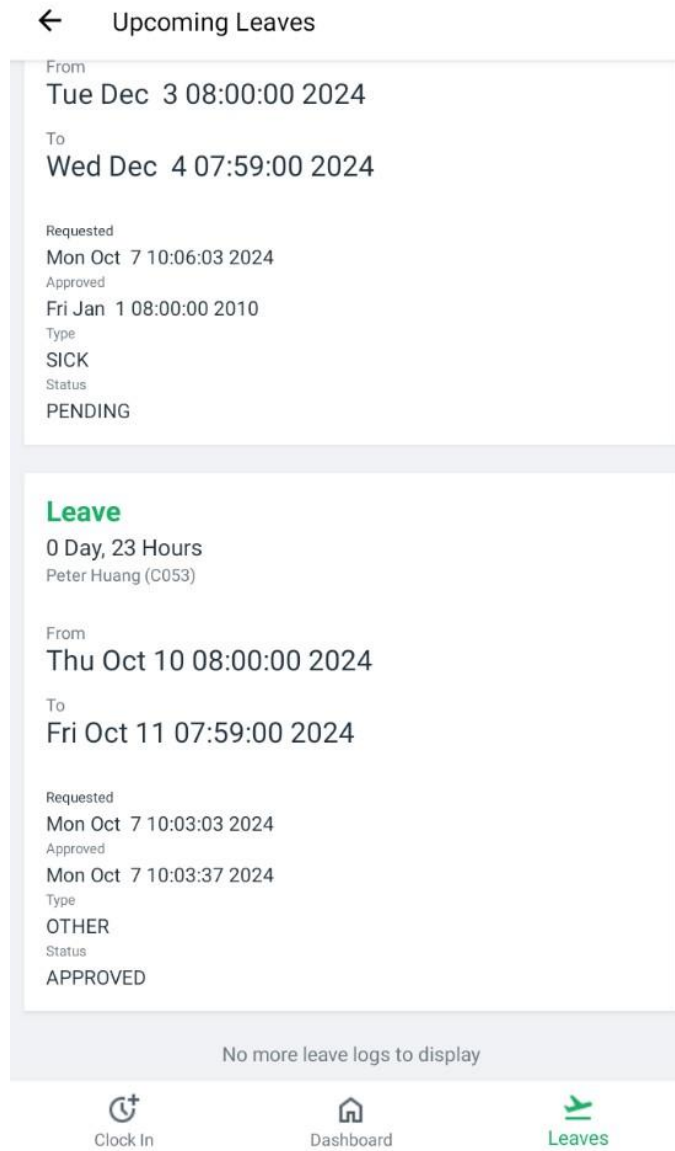 Upcoming Leaves
From
Tue Dec  3 08:00:00 2024
To
Wed Dec  4 07:59:00 2024
Requested
Mon Oct  7 10:06:03 2024
Approved
Fri Jan  1 08:00:00 2010
Type
SICK
Status
PENDING
Leave
0 Day, 23 Hours
Peter Huang (C053)
From
Thu Oct 10 08:00:00 2024
To
Fri Oct 11 07:59:00 2024
Requested
Mon Oct  7 10:03:03 2024
Approved
Mon Oct  7 10:03:37 2024
Type
OTHER
Status
APPROVED
No more leave logs to display
Clock In
Dashboard
Leaves